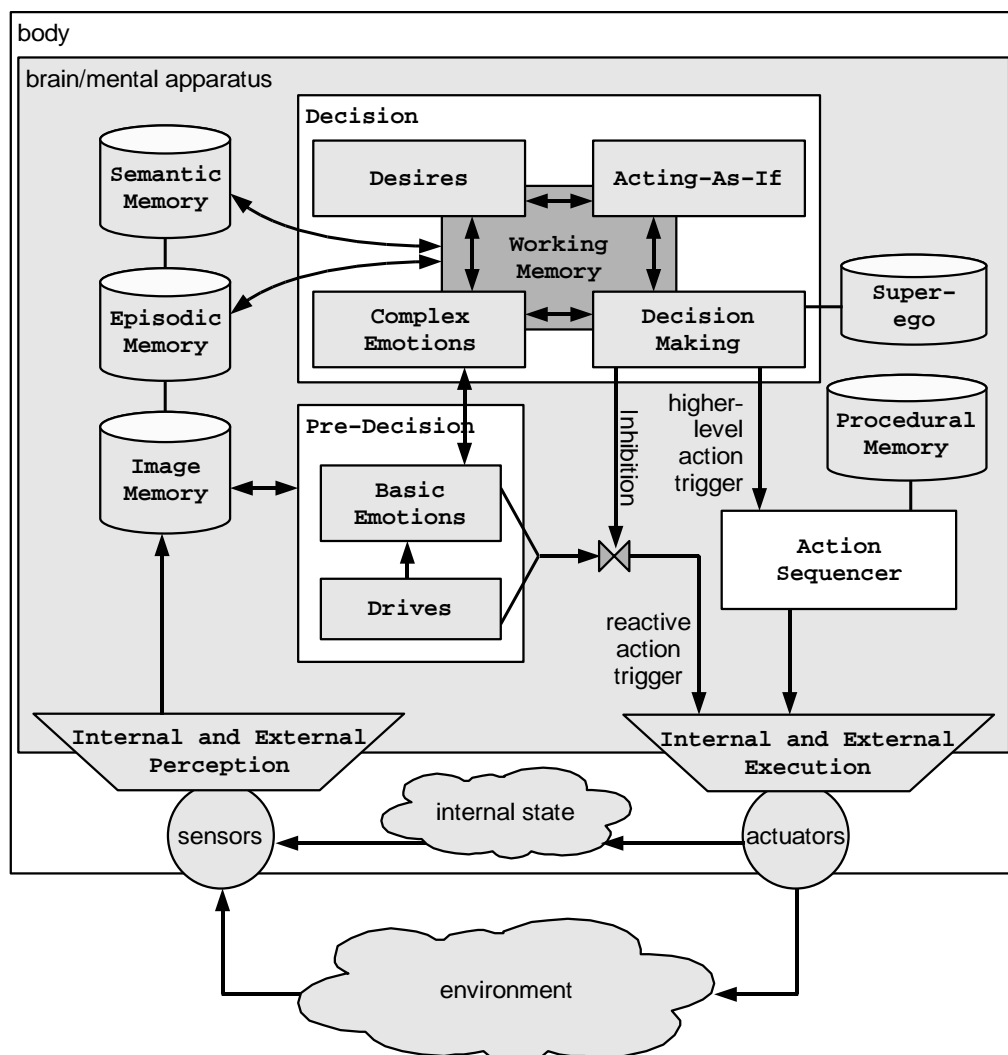 body
brain/mental apparatus
Decision
Semantic
Memory
Desires
Acting-As-If
Working
Memory
Episodic
Memory
Complex
Emotions
Decision
Making
Super-
ego
Image
Memory
Pre-Decision
Basic
Emotions
Drives
Inhibition
higher-
level
action
trigger
Procedural
Memory
Action
Sequencer
reactive
action
trigger
Internal and External
Perception
Internal and External
Execution
sensors
internal state
actuators
environment